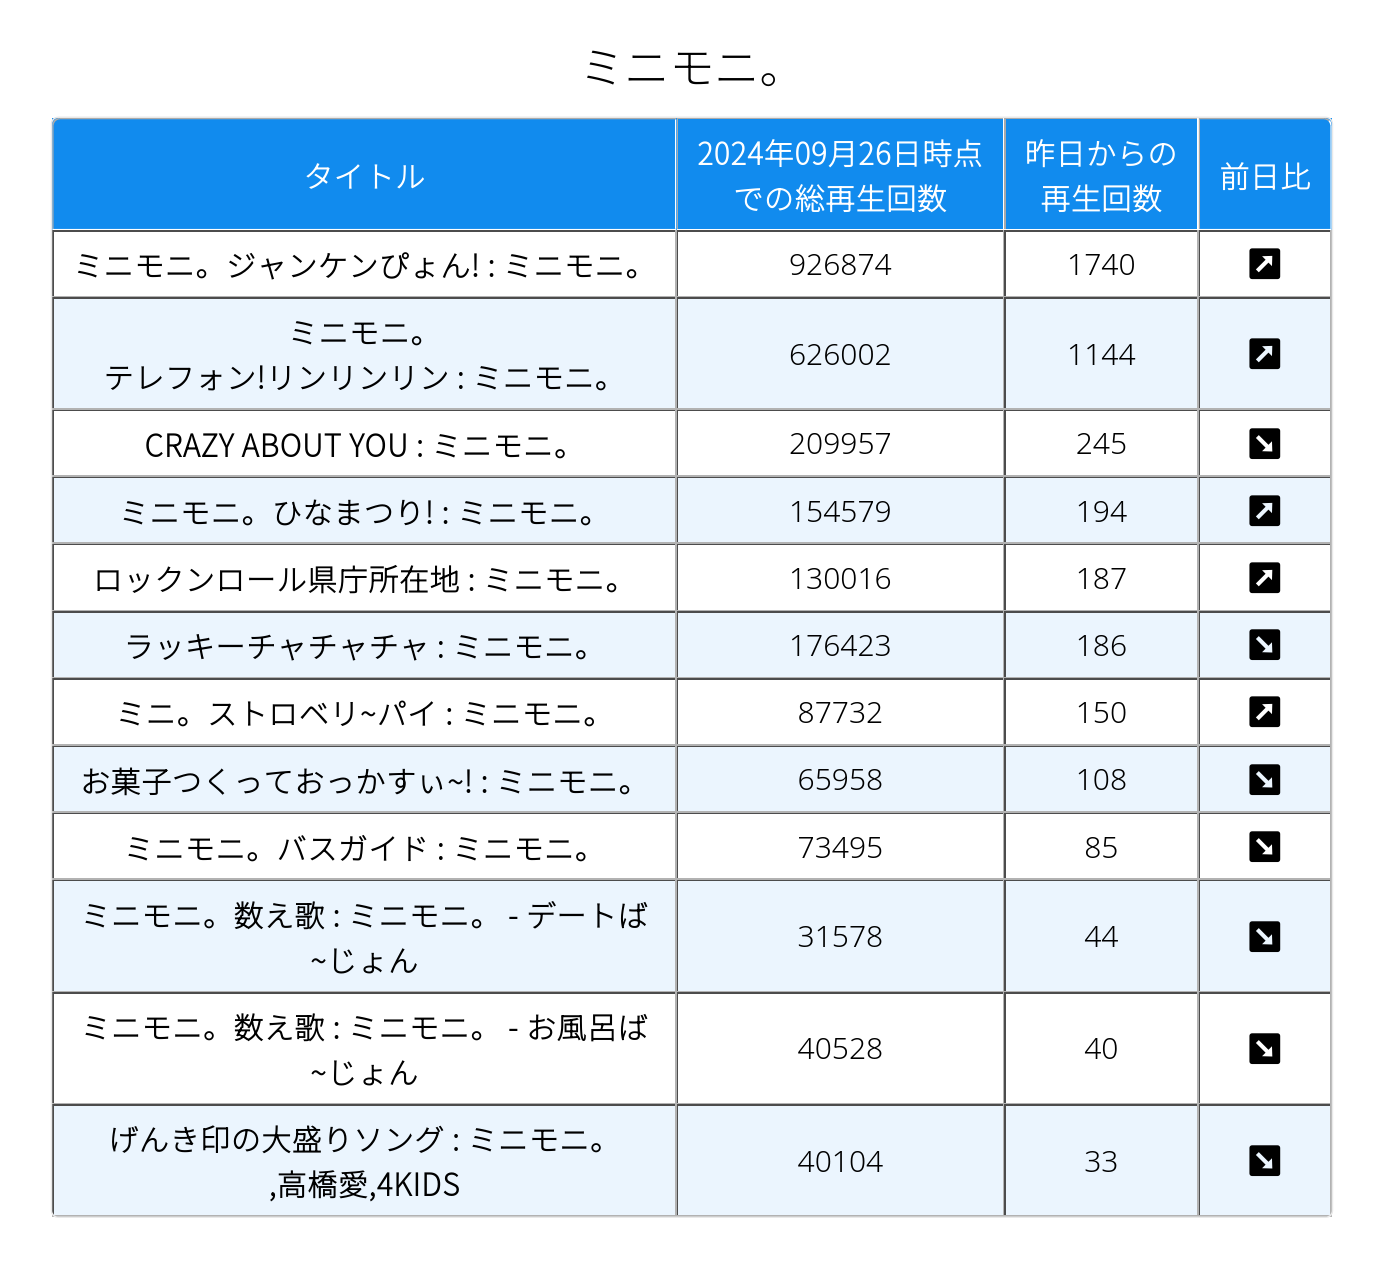 ミニモニ。
タイトル
2024年09月26日時点
での総再生回数
昨日からの
再生回数
前日比
ミニモニ。ジャンケンぴょん! : ミニモニ。 926874 1740 ↗
ミニモニ。
テレフォン!リンリンリン : ミニモニ。 626002 1144 ↗
CRAZY ABOUT YOU : ミニモニ。 209957 245 ↘
ミニモニ。ひなまつり! : ミニモニ。 154579 194 ↗
ロックンロール県庁所在地 : ミニモニ。 130016 187 ↗
ラッキーチャチャチャ : ミニモニ。 176423 186 ↘
ミニ。ストロベリ~パイ : ミニモニ。 87732 150 ↗
お菓子つくっておっかすぃ~! : ミニモニ。 65958 108 ↘
ミニモニ。バスガイド : ミニモニ。 73495 85 ↘
ミニモニ。数え歌 : ミニモニ。 - デートば
~じょん 31578 44 ↘
ミニモニ。数え歌 : ミニモニ。 - お風呂ば
~じょん 40528 40 ↘
げんき印の大盛りソング : ミニモニ。
,高橋愛,4KIDS 40104 33 ↘